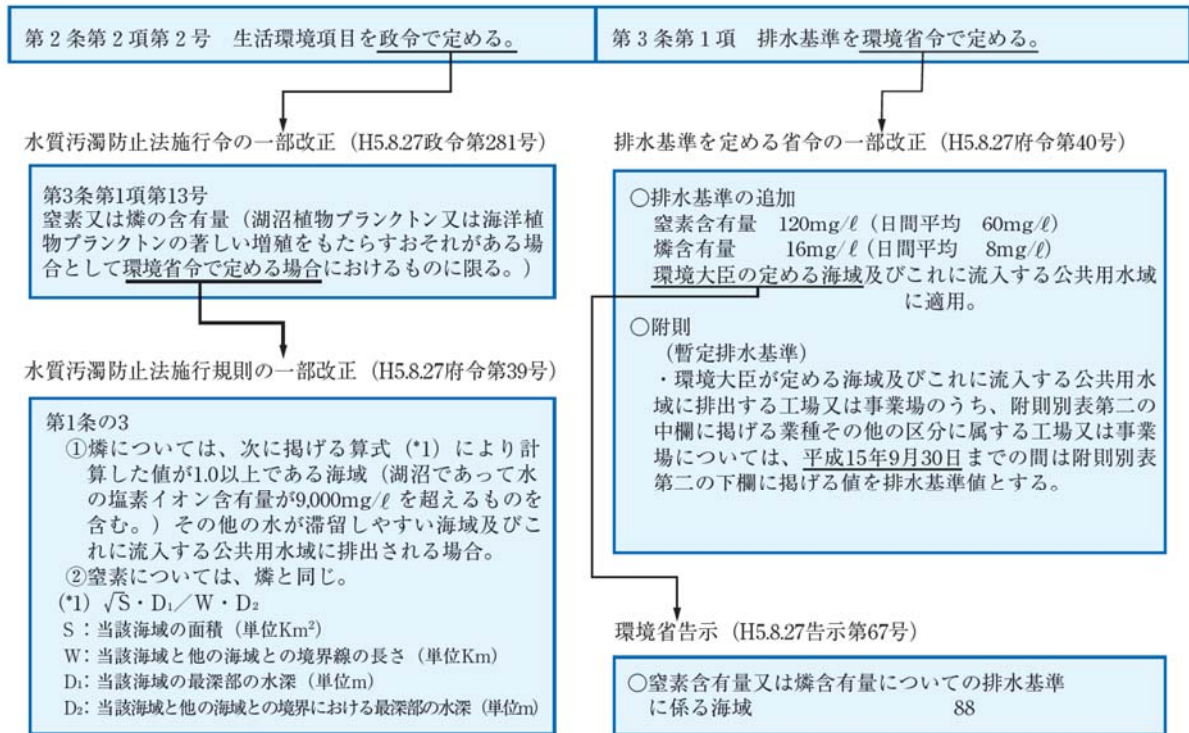 第2条第2項第2号 生活環境項目を政令で定める。
第3条第1項 排水基準を環境省令で定める。
水質汚濁防止法施行令の一部改正（H5.8.27政令第281号）
第3条第1項第13号
窒素又は燐の含有量（湖沼植物プランクトン又は海洋植
物プランクトンの著しい増殖をもたらすおそれがある場
合として環境省令で定める場合におけるものに限る。）
水質汚濁防止法施行規則の一部改正（H5.8.27府令第39号）
第1条の3
①燐については、次に掲げる算式（*1）により計
算した値が1.0以上である海域（湖沼であって水
の塩素イオン含有量が9,000mg/ℓを超えるものを
含む。）その他の水が滞留しやすい海域及びこ
れに流入する公共用水域に排出される場合。
②窒素については、燐と同じ。
(*1) √S・D₁／W・D₂
S：当該海域の面積（単位Km²）
W：当該海域と他の海域との境界線の長さ（単位Km）
D₁：当該海域の最深部の水深（単位m）
D₂：当該海域と他の海域との境界における最深部の水深（単位m）
排水基準を定める省令の一部改正（H5.8.27府令第40号）
○排水基準の追加
窒素含有量 120mg/ℓ（日間平均 60mg/ℓ）
燐含有量 16mg/ℓ（日間平均 8mg/ℓ）
環境大臣の定める海域及びこれに流入する公共用水域
に適用。
○附則
（暫定排水基準）
・環境大臣が定める海域及びこれに流入する公共用水
域に排出する工場又は事業場のうち、附則別表第二の
中欄に掲げる業種その他の区分に属する工場又は事業
場については、平成15年9月30日までの間は附則別表
第二の下欄に掲げる値を排水基準値とする。
環境省告示（H5.8.27告示第67号）
○窒素含有量又は燐含有量についての排水基準
に係る海域 88